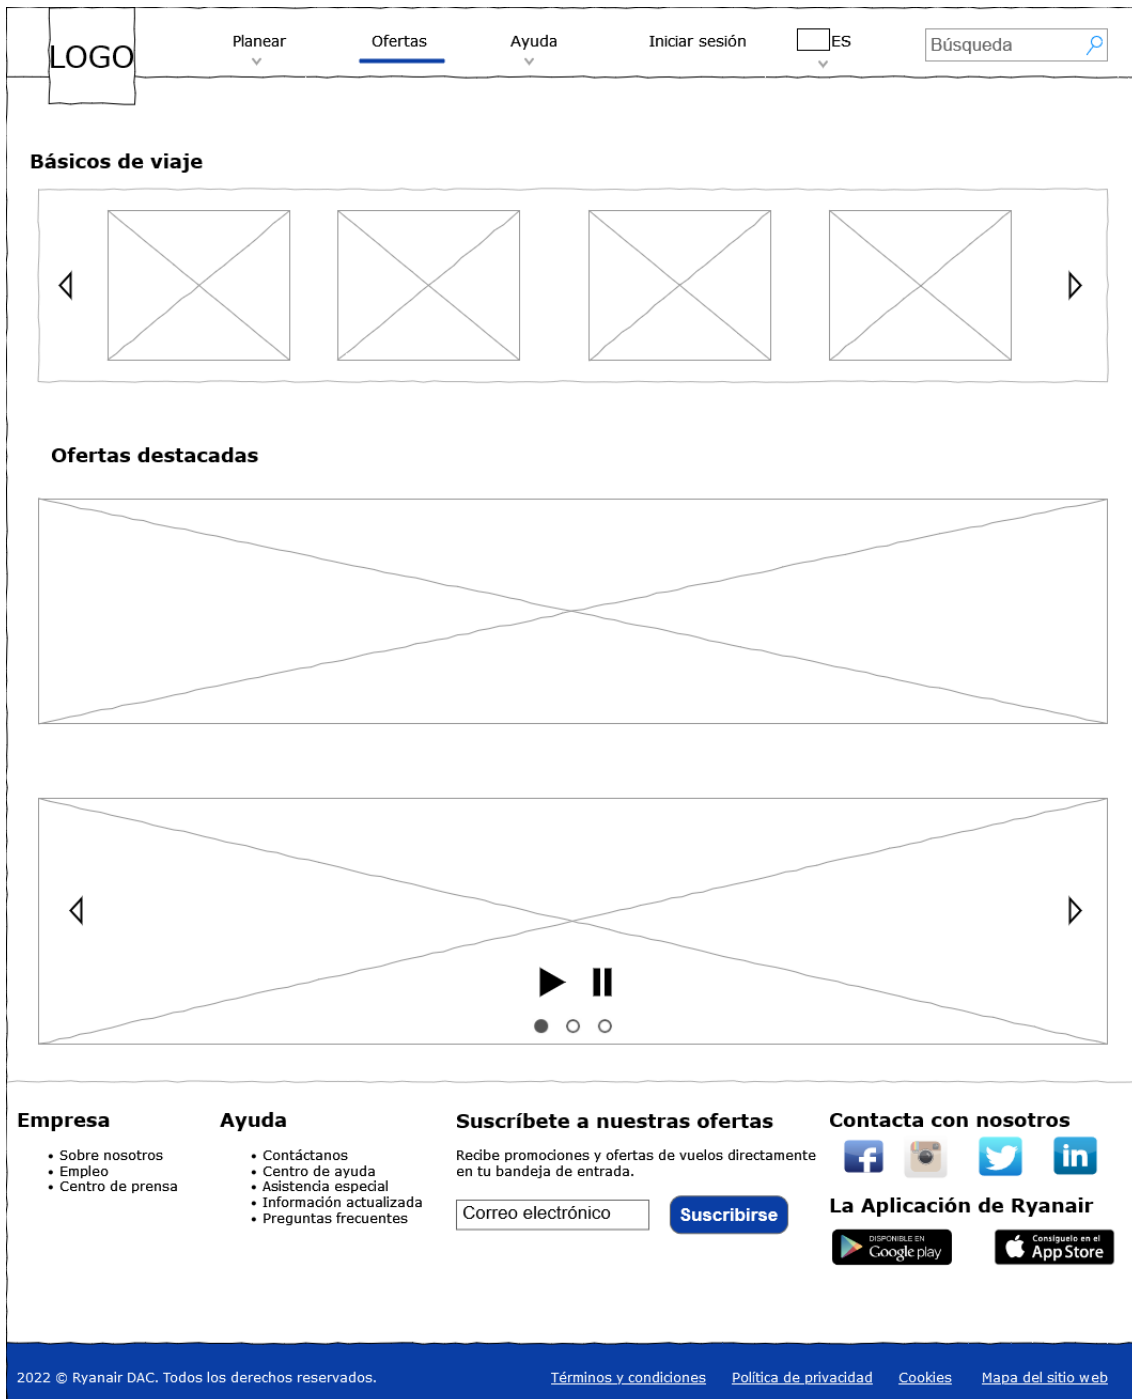 LOGO
Planear
Ofertas
Ayuda
Iniciar sesión
ES
Búsqueda
Básicos de viaje
Ofertas destacadas
Empresa
• Sobre nosotros
• Empleo
• Centro de prensa
Ayuda
• Contáctanos
• Centro de ayuda
• Asistencia especial
• Información actualizada
• Preguntas frecuentes
Suscríbete a nuestras ofertas
Recibe promociones y ofertas de vuelos directamente
en tu bandeja de entrada.
Correo electrónico
Suscribirse
Contacta con nosotros
f
in
La Aplicación de Ryanair
DISPONIBLE EN
Google play
Consíguelo en el
App Store
2022 © Ryanair DAC. Todos los derechos reservados.
Términos y condiciones
Política de privacidad
Cookies
Mapa del sitio web